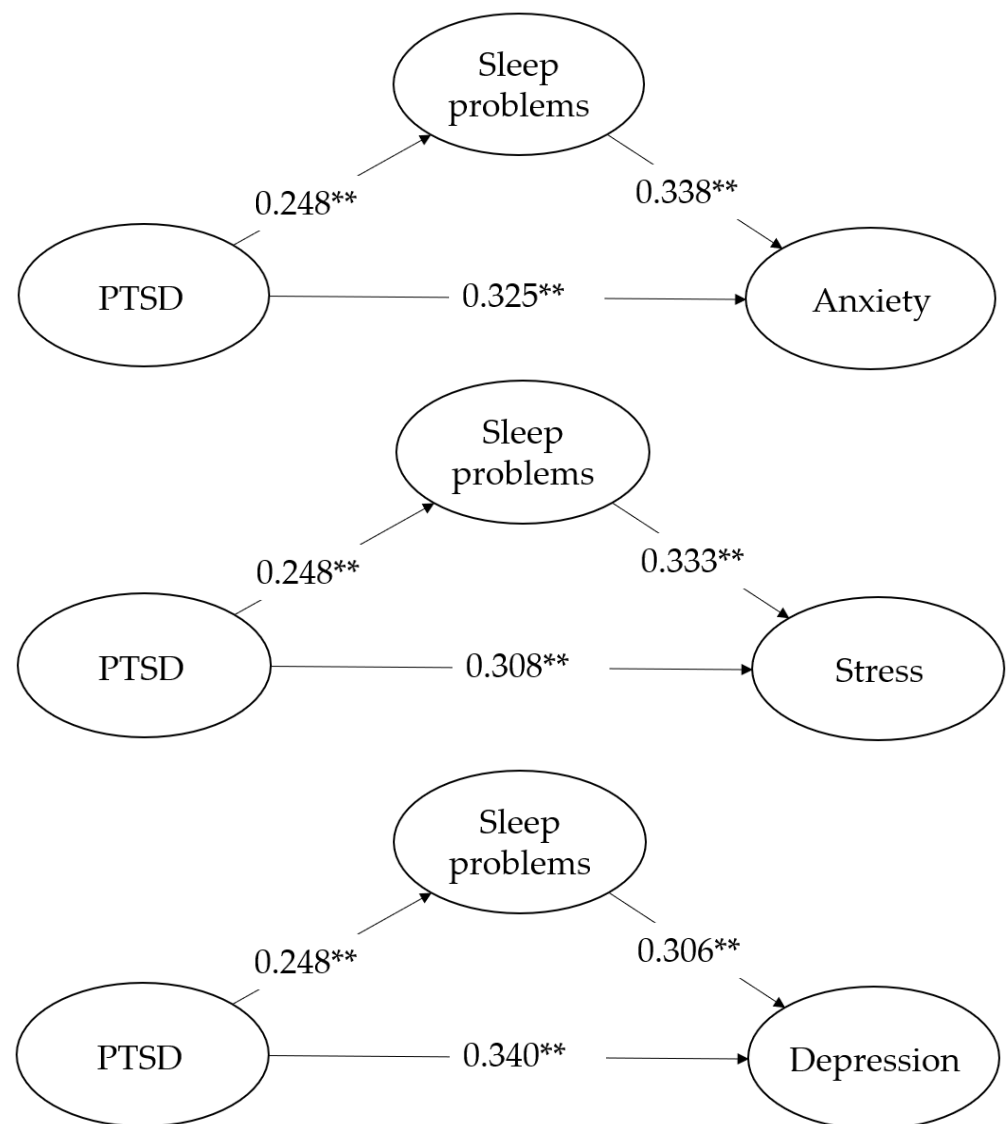 Sleep
problems
0.248**
0.338**
PTSD
0.325**
Anxiety
Sleep
problems
0.248**
0.333**
PTSD
0.308**
Stress
Sleep
problems
0.248**
0.306**
PTSD
0.340**
Depression